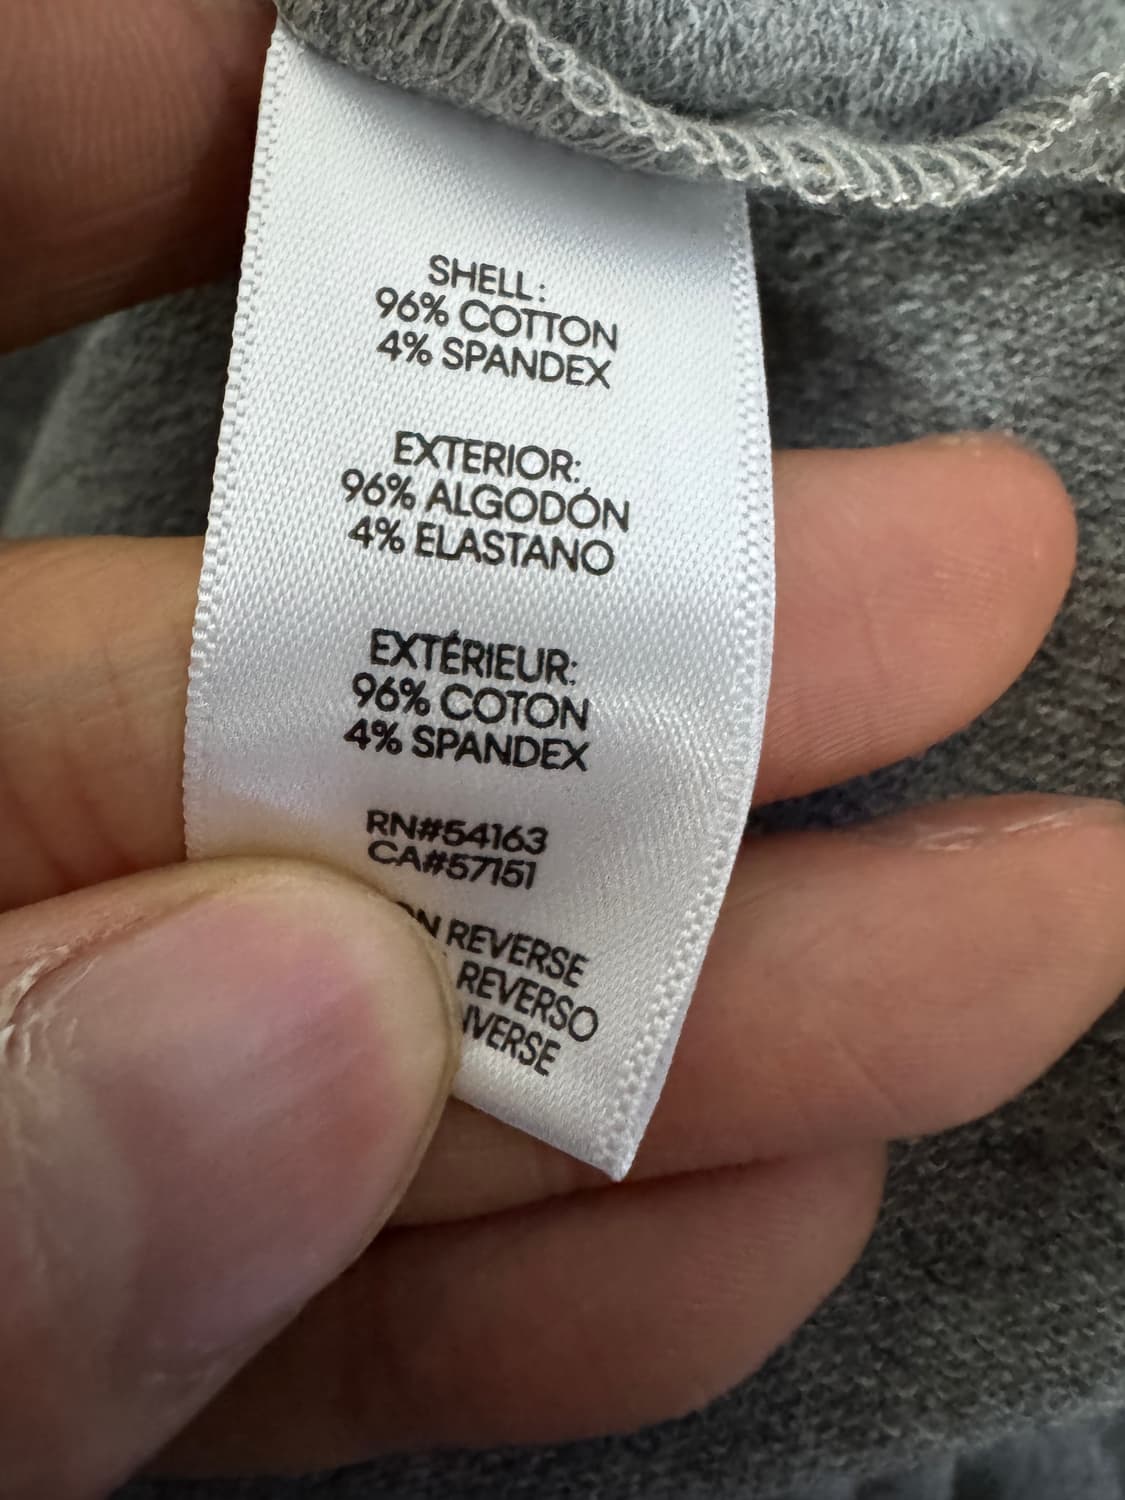 SHELL:
96% COTTON
4% SPANDEX
EXTERIOR:
96% ALGODÓN
4% ELASTANO
EXTÉRIEUR:
96% COTON
4% SPANDEX
RN#54163
CA#57151
REVERSE
REVERSO